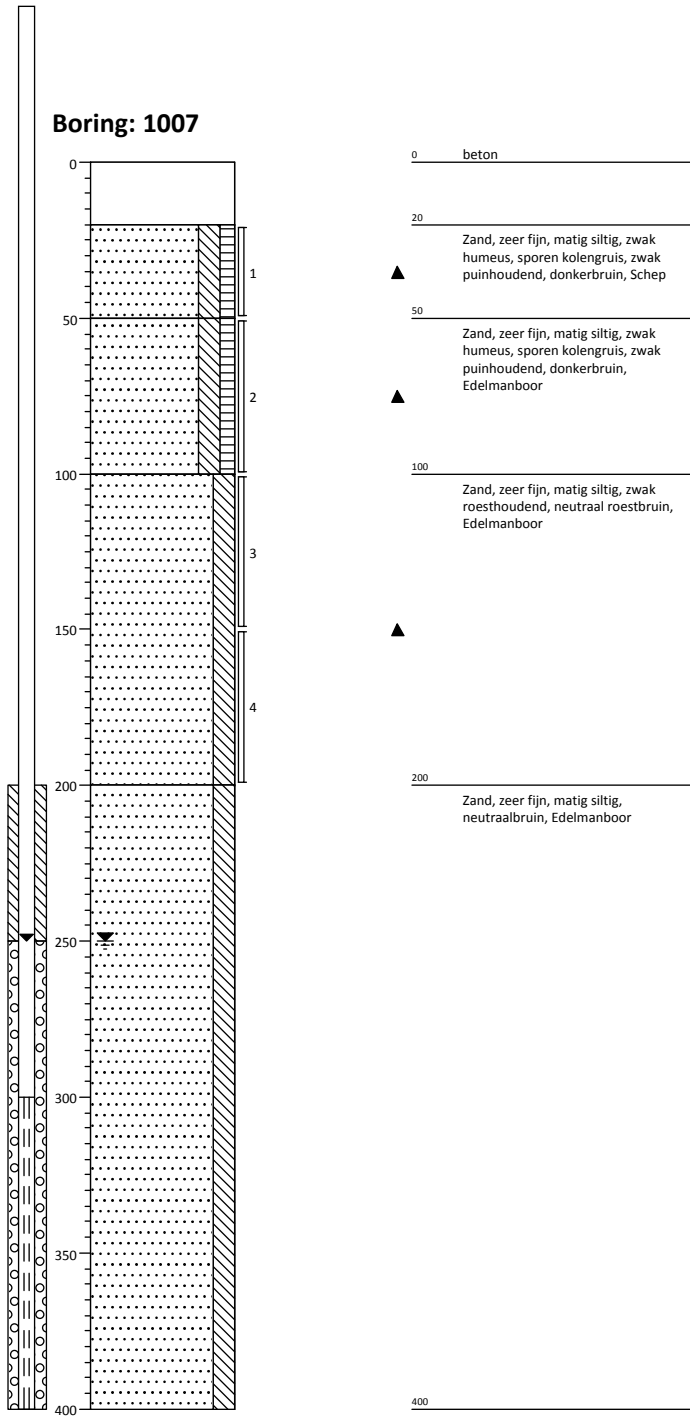 Boring: 1007
0
50
100
150
200
250
300
350
400
1
2
3
4
0
beton
20
Zand, zeer fijn, matig siltig, zwak
humeus, sporen kolengruis, zwak
puinhoudend, donkerbruin, Schep
50
Zand, zeer fijn, matig siltig, zwak
humeus, sporen kolengruis, zwak
puinhoudend, donkerbruin,
Edelmanboor
100
Zand, zeer fijn, matig siltig, zwak
roesthoudend, neutraal roestbruin,
Edelmanboor
200
Zand, zeer fijn, matig siltig,
neutraalbruin, Edelmanboor
400